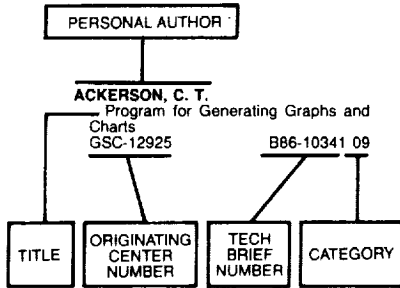 PERSONAL AUTHOR
ACKERSON, C. T.
Program for Generating Graphs and
Charts
GSC-12925 B86-10341 09
TITLE
ORIGINATING
CENTER
NUMBER
TECH
BRIEF
NUMBER
CATEGORY